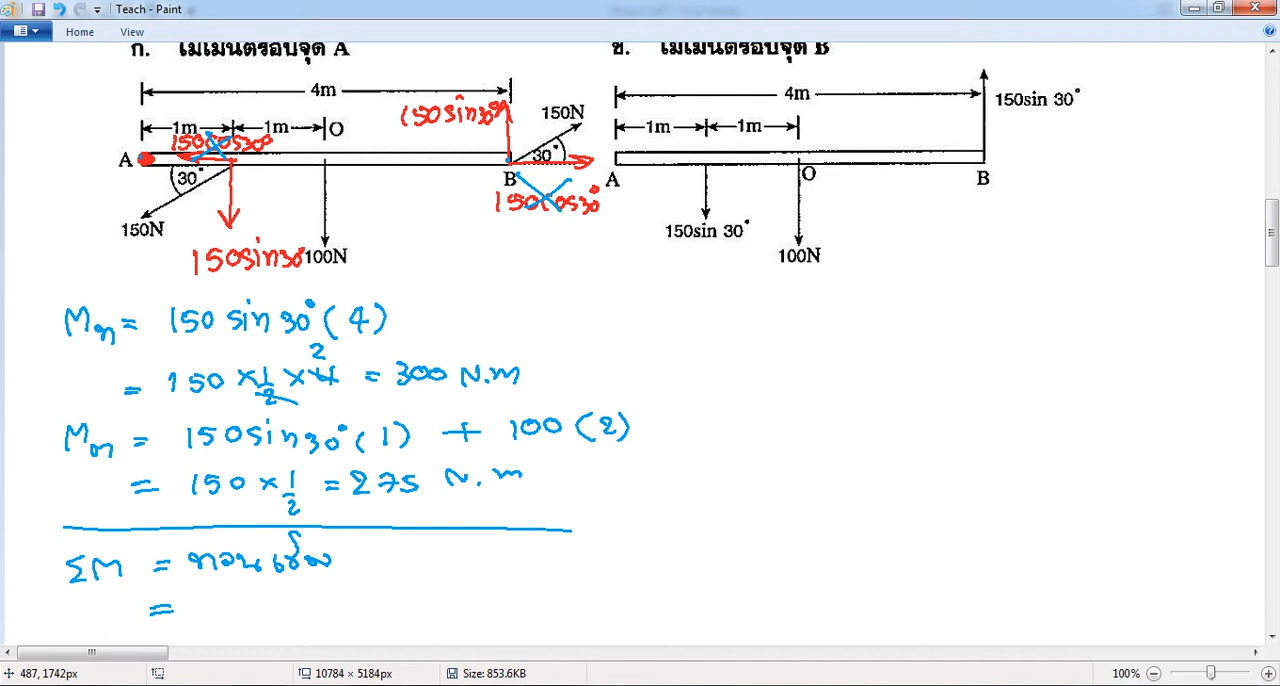 Teach - Paint
Home View
ก. โมเมนต์รอบจุด A
ข. โมเมนต์รอบจุด B
4m
1m 1m O
150sin30°
150N
150cos30°
A
30°
30°
B
150cos30°
150N
150sin30°
100N
4m
150sin 30°
1m 1m
A O B
150sin 30°
100N
M = 150 sin 30° (4)
2
= 150 × 1/2 × 4 = 300 N.m
M = 150sin30° (1) + 100 (2)
= 150 × 1/2 = 275 N.m
ΣM = ทวนเข็ม
=
487, 1742px
10784 × 5184px
Size: 853.6KB
100%